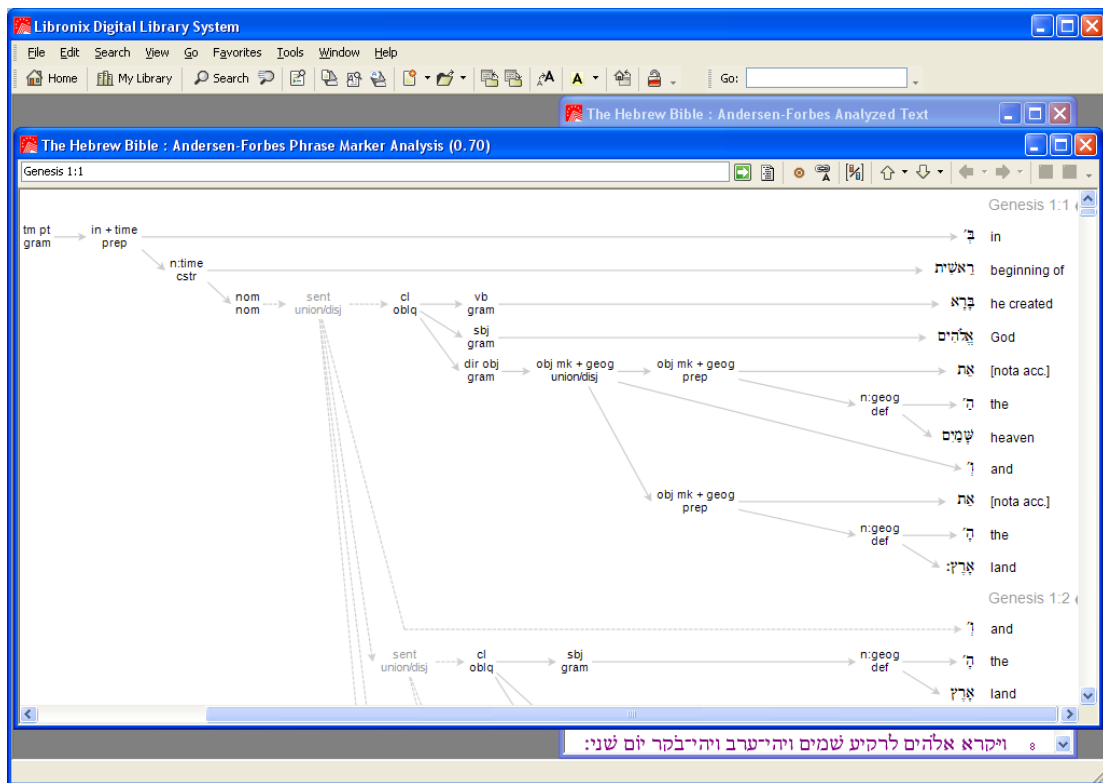 Libronix Digital Library System
File Edit Search View Go Favorites Tools Window Help
Home My Library Search Go:
The Hebrew Bible : Andersen-Forbes Analyzed Text
The Hebrew Bible : Andersen-Forbes Phrase Marker Analysis (0.70)
Genesis 1:1
Genesis 1:1
tm pt in + time בְּ׳ in
gram prep
n:time רֵאשִׁית beginning of
cstr
nom sent cl vb בָּרָא he created
nom union/disj oblq gram
sbj אֱלֹהִים God
gram
dir obj obj mk + geog obj mk + geog אֵת [nota acc.]
gram union/disj prep
n:geog הַ׳ the
def
שָּׁמַיִם heaven
וְ׳ and
obj mk + geog אֵת [nota acc.]
prep
n:geog הָ׳ the
def
אָרֶץ׃ land
Genesis 1:2
וְ׳ and
sent cl sbj n:geog הָ׳ the
union/disj oblq gram def
אָרֶץ land
8 ויקרא אלהים לרקיע שמים ויהי־ערב ויהי־בקר יום שני׃